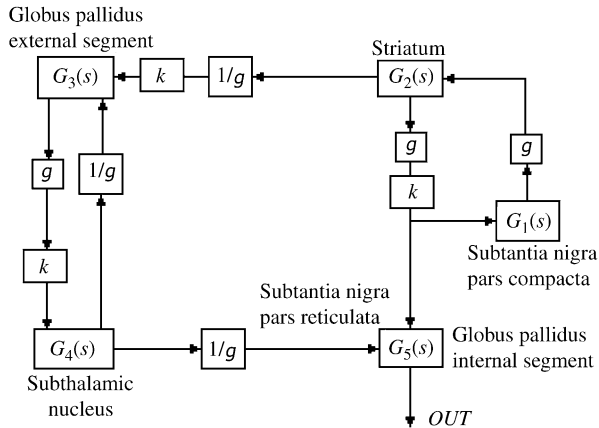 Globus pallidus
external segment
Striatum
G3(s)
k
1/g
G2(s)
g
1/g
g
g
k
G1(s)
k
Subtantia nigra
pars compacta
Subtantia nigra
pars reticulata
G4(s)
1/g
G5(s)
Globus pallidus
internal segment
Subthalamic
nucleus
OUT